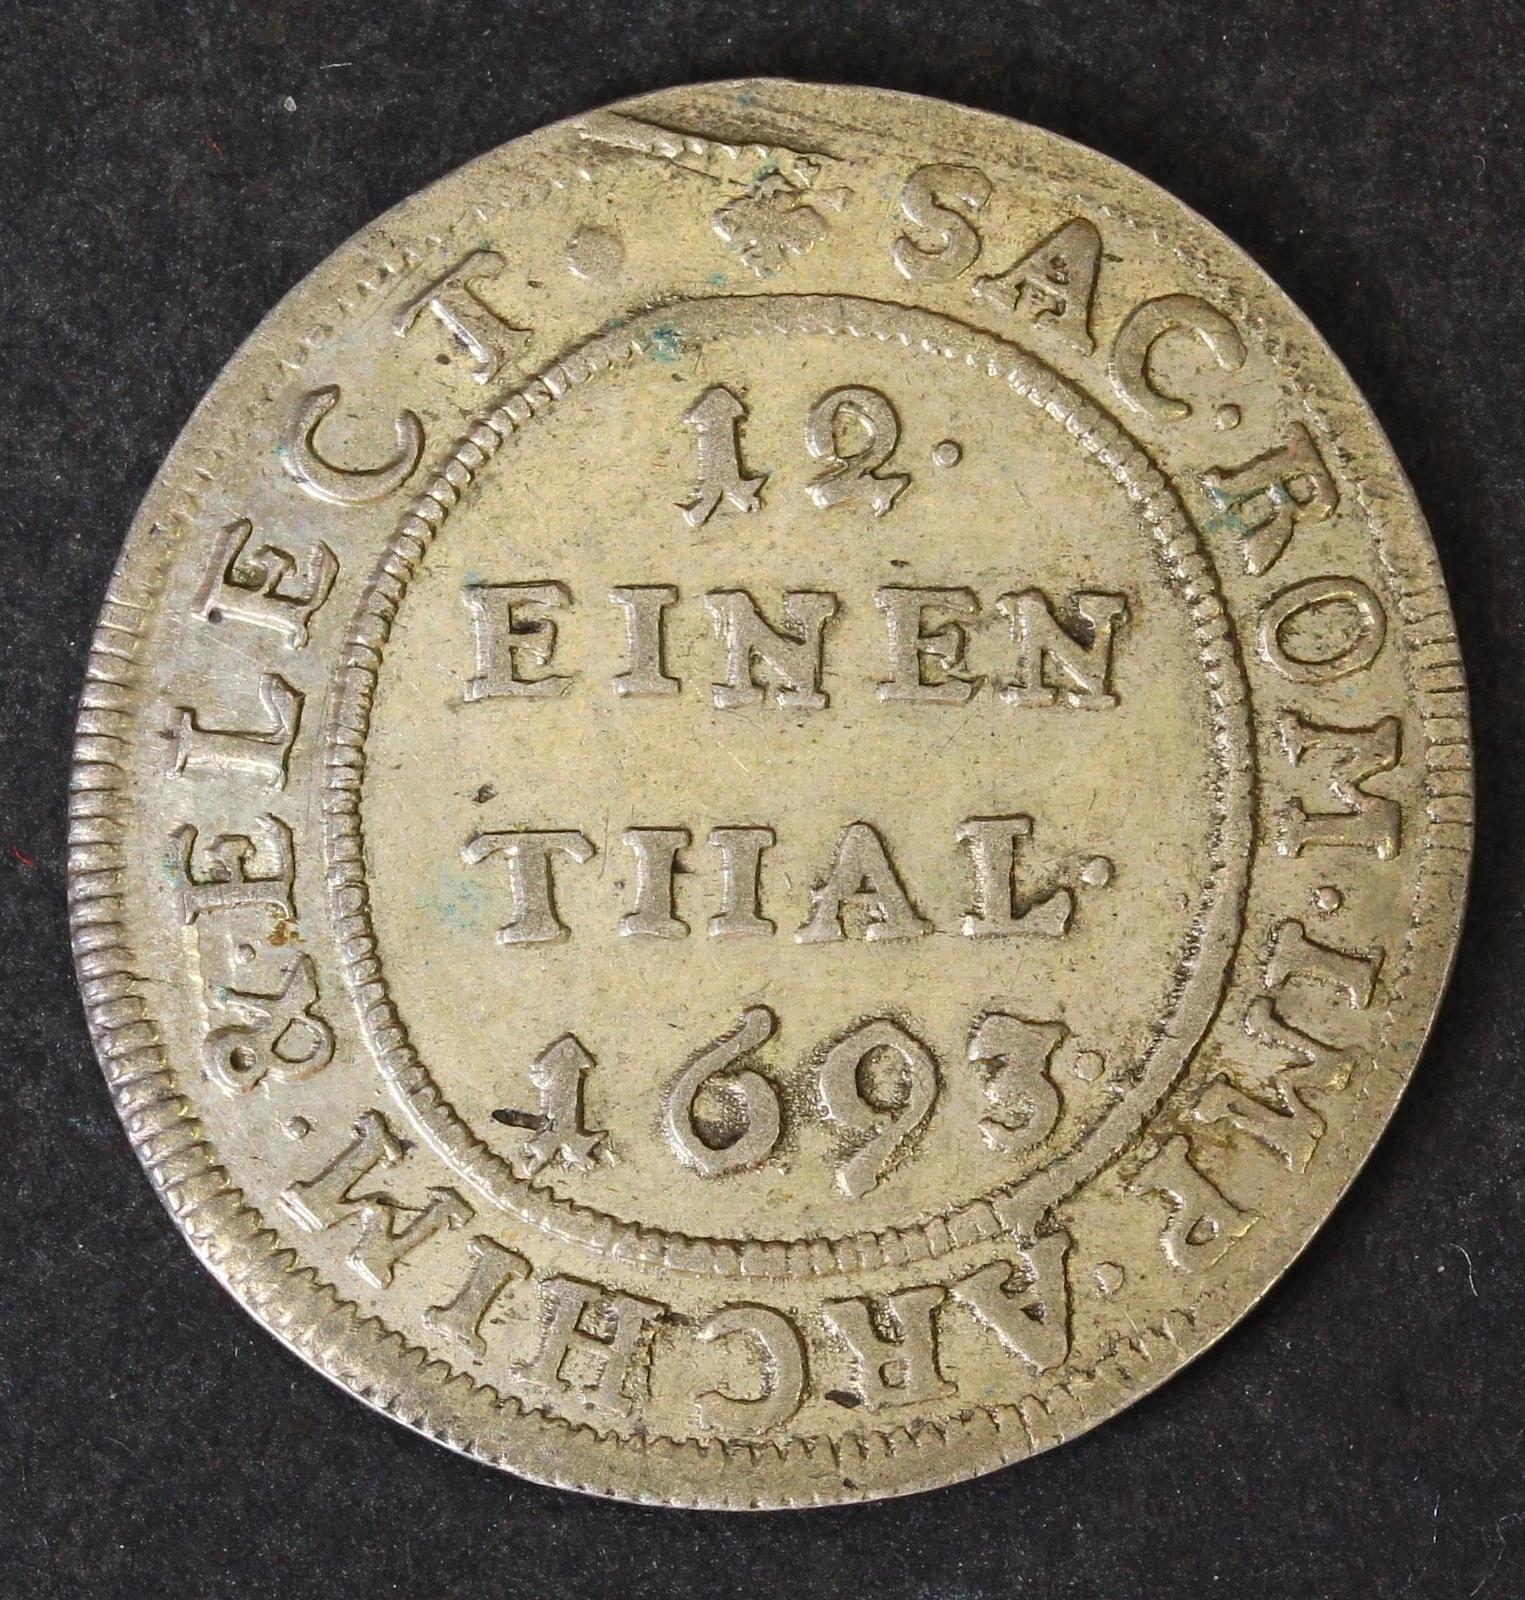 SAC. ROM. IMP. ARCHIM. & ELECT.
12.
EINEN
THAL.
1693.